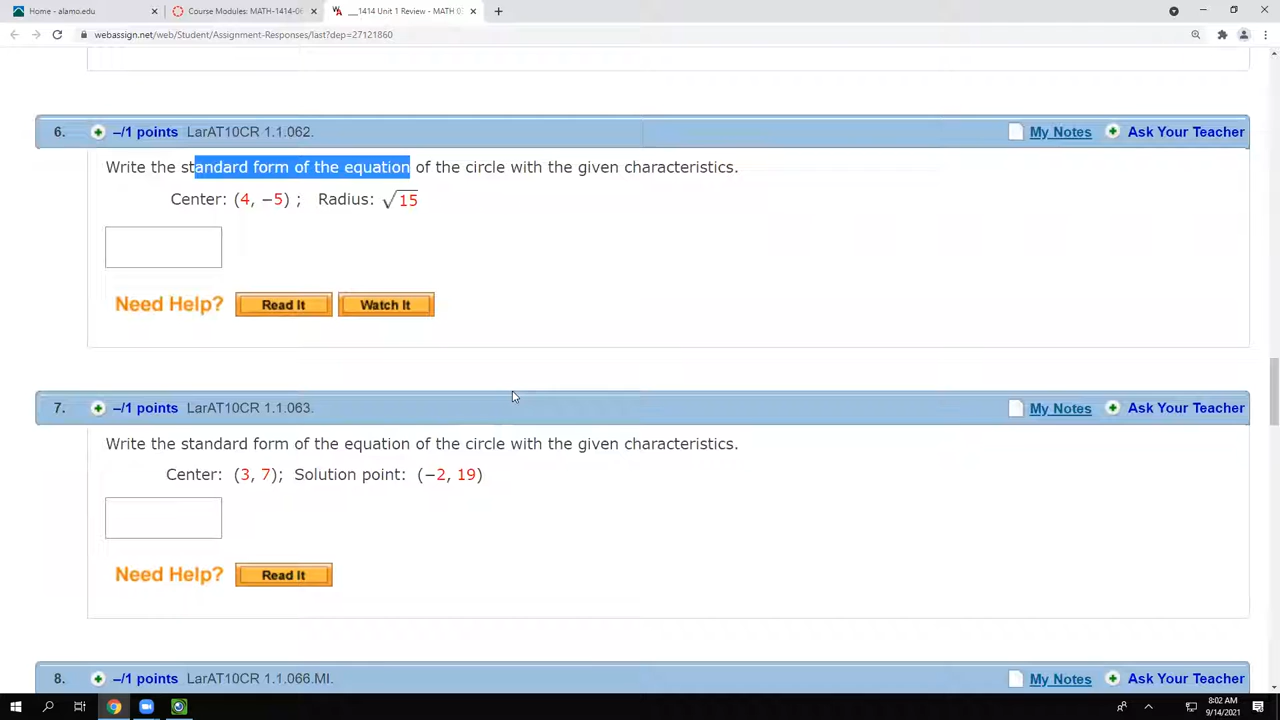 Home - alamo.edu
Course Modules: MATH-1414-06
__1414 Unit 1 Review - MATH 07
webassign.net/web/Student/Assignment-Responses/last?dep=27121860
6. –/1 points LarAT10CR 1.1.062. My Notes Ask Your Teacher
Write the standard form of the equation of the circle with the given characteristics.
Center: (4, −5) ; Radius: √15
Need Help? Read It Watch It
7. –/1 points LarAT10CR 1.1.063. My Notes Ask Your Teacher
Write the standard form of the equation of the circle with the given characteristics.
Center: (3, 7); Solution point: (−2, 19)
Need Help? Read It
8. –/1 points LarAT10CR 1.1.066.MI. My Notes Ask Your Teacher
8:02 AM
9/14/2021